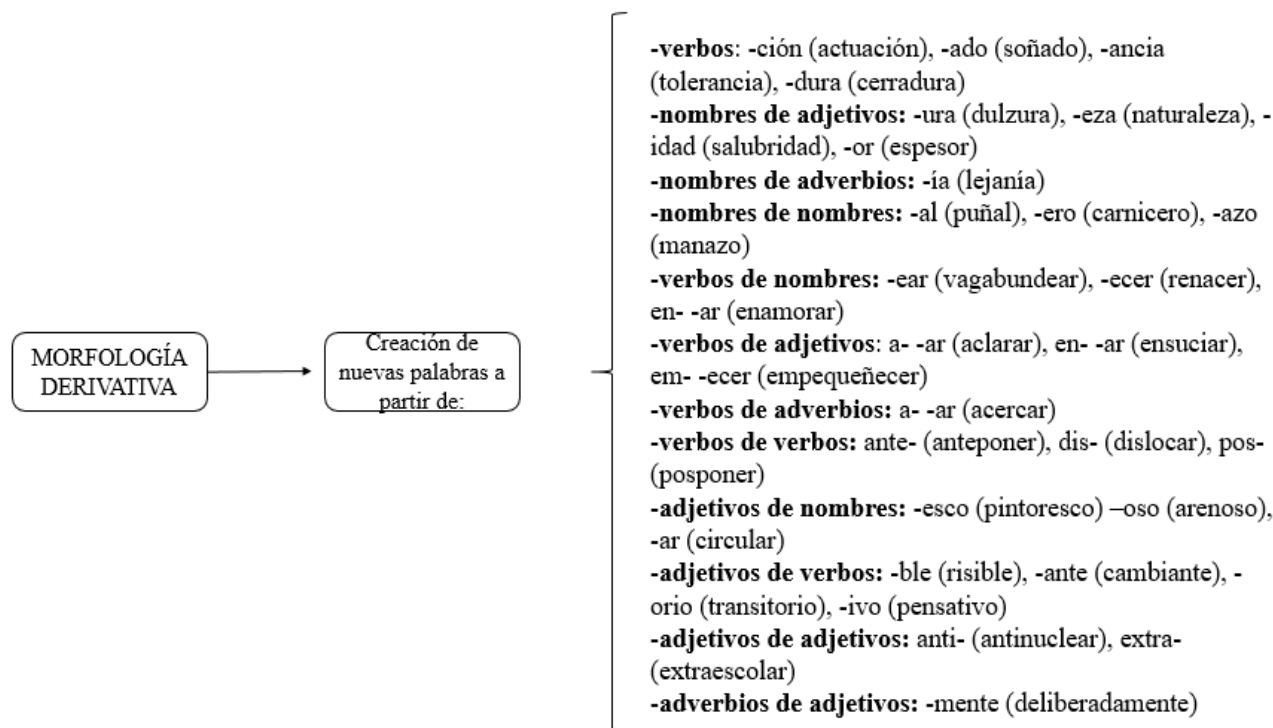 MORFOLOGÍA
DERIVATIVA
Creación de
nuevas palabras a
partir de:
-verbos: -ción (actuación), -ado (soñado), -ancia
(tolerancia), -dura (cerradura)
-nombres de adjetivos: -ura (dulzura), -eza (naturaleza), -
idad (salubridad), -or (espesor)
-nombres de adverbios: -ía (lejanía)
-nombres de nombres: -al (puñal), -ero (carnicero), -azo
(manazo)
-verbos de nombres: -ear (vagabundear), -ecer (renacer),
en- -ar (enamorar)
-verbos de adjetivos: a- -ar (aclarar), en- -ar (ensuciar),
em- -ecer (empequeñecer)
-verbos de adverbios: a- -ar (acercar)
-verbos de verbos: ante- (anteponer), dis- (dislocar), pos-
(posponer)
-adjetivos de nombres: -esco (pintoresco) –oso (arenoso),
-ar (circular)
-adjetivos de verbos: -ble (risible), -ante (cambiante), -
orio (transitorio), -ivo (pensativo)
-adjetivos de adjetivos: anti- (antinuclear), extra-
(extraescolar)
-adverbios de adjetivos: -mente (deliberadamente)